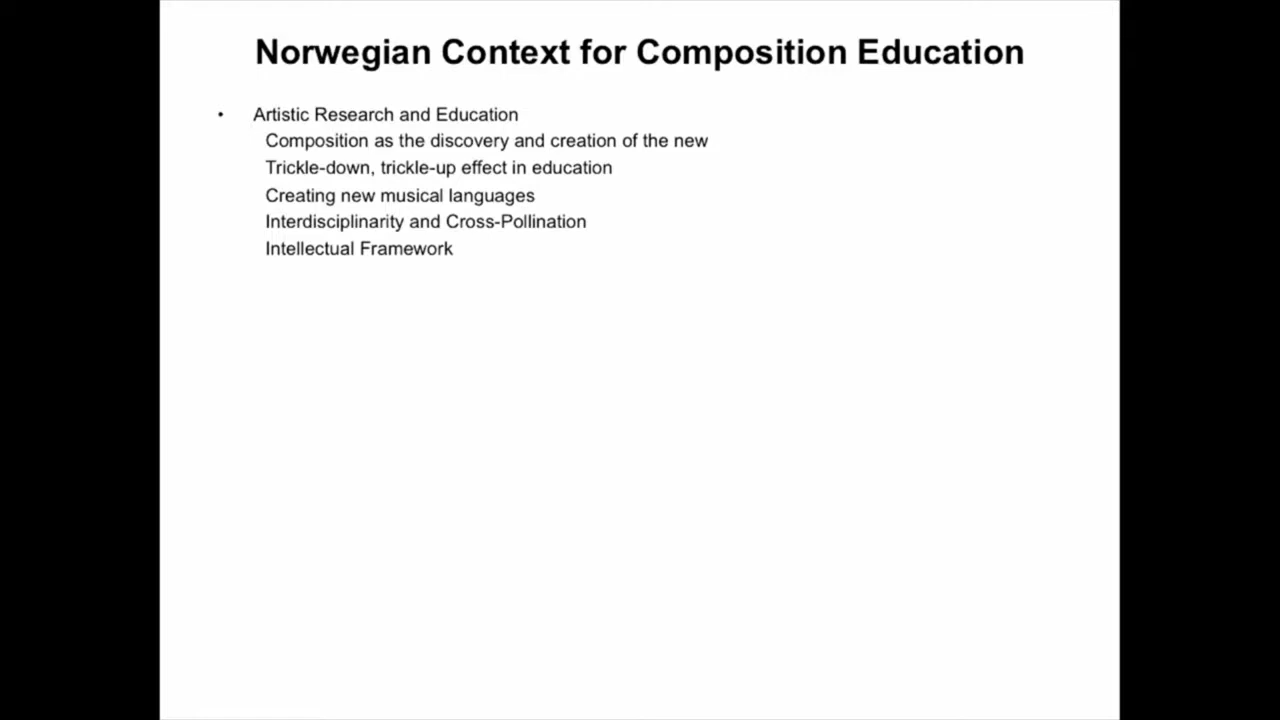 Norwegian Context for Composition Education
• Artistic Research and Education
Composition as the discovery and creation of the new
Trickle-down, trickle-up effect in education
Creating new musical languages
Interdisciplinarity and Cross-Pollination
Intellectual Framework